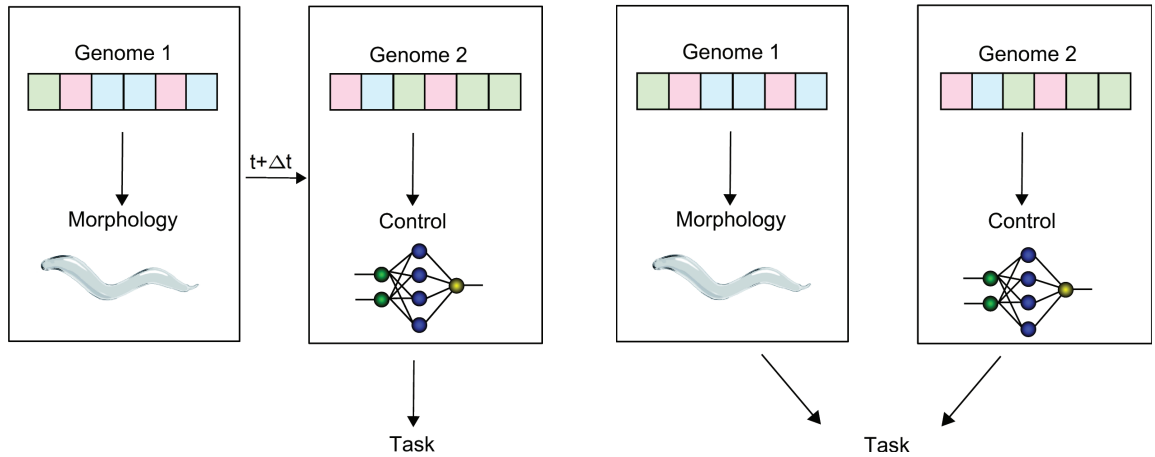 Genome 1
Morphology
t+Δt
Genome 2
Control
Task
Genome 1
Morphology
Genome 2
Control
Task